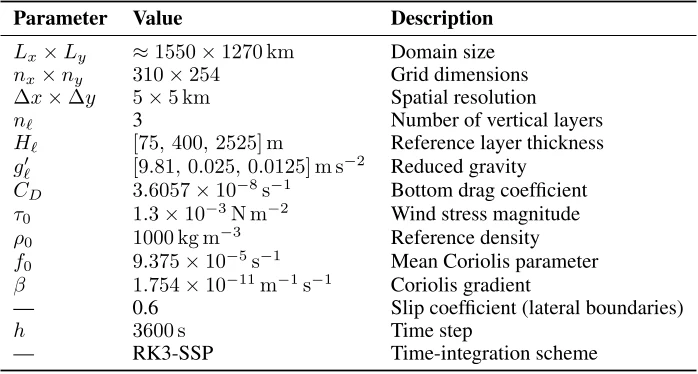 Parameter Value Description
Lₓ × L_y ≈ 1550 × 1270 km Domain size
nₓ × n_y 310 × 254 Grid dimensions
Δx × Δy 5 × 5 km Spatial resolution
n_ℓ 3 Number of vertical layers
H_ℓ [75, 400, 2525] m Reference layer thickness
g′_ℓ [9.81, 0.025, 0.0125] m s⁻² Reduced gravity
C_D 3.6057 × 10⁻⁸ s⁻¹ Bottom drag coefficient
τ₀ 1.3 × 10⁻³ N m⁻² Wind stress magnitude
ρ₀ 1000 kg m⁻³ Reference density
f₀ 9.375 × 10⁻⁵ s⁻¹ Mean Coriolis parameter
β 1.754 × 10⁻¹¹ m⁻¹ s⁻¹ Coriolis gradient
— 0.6 Slip coefficient (lateral boundaries)
h 3600 s Time step
— RK3-SSP Time-integration scheme